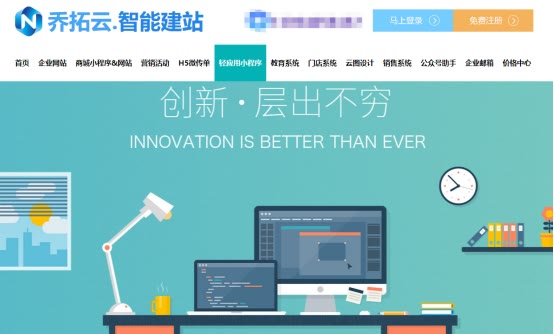 乔拓云.智能建站
马上登录
免费注册
首页 企业网站 商城小程序&网站 营销活动 H5微传单 轻应用小程序 教育系统 门店系统 云图设计 销售系统 公众号助手 企业邮箱 价格中心
创新·层出不穷
INNOVATION IS BETTER THAN EVER